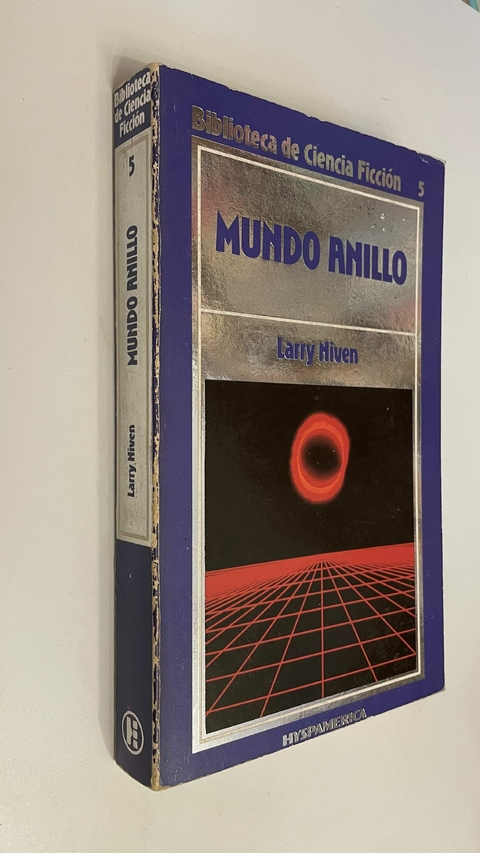 Biblioteca
de Ciencia
Ficción
5
MUNDO ANILLO
Larry Niven
Biblioteca de Ciencia Ficción 5
MUNDO ANILLO
Larry Niven
HYSPAMERICA